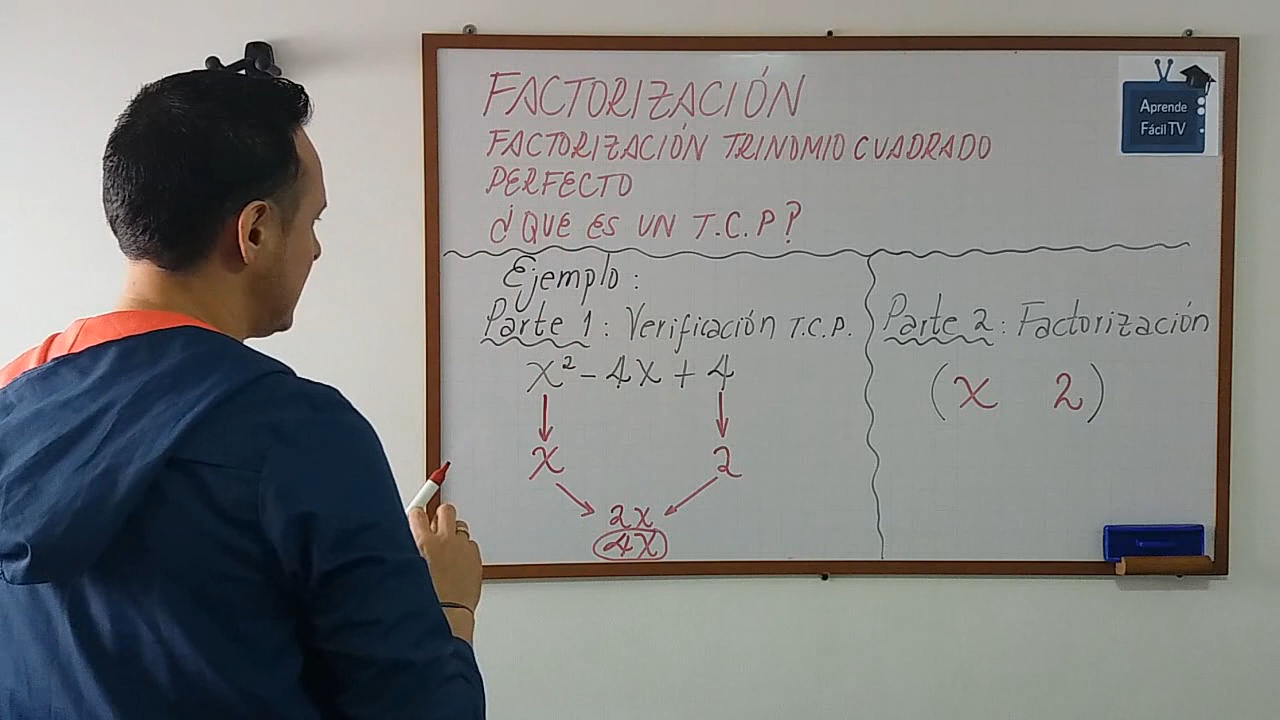 FACTORIZACIÓN
FACTORIZACIÓN TRINOMIO CUADRADO
PERFECTO
¿QUE ES UN T.C.P?
Aprende
Fácil TV
Ejemplo:
Parte 1: Verificación T.C.P.
x² - 4x + 4
x 2
2x
4x
Parte 2: Factorización
(x 2)